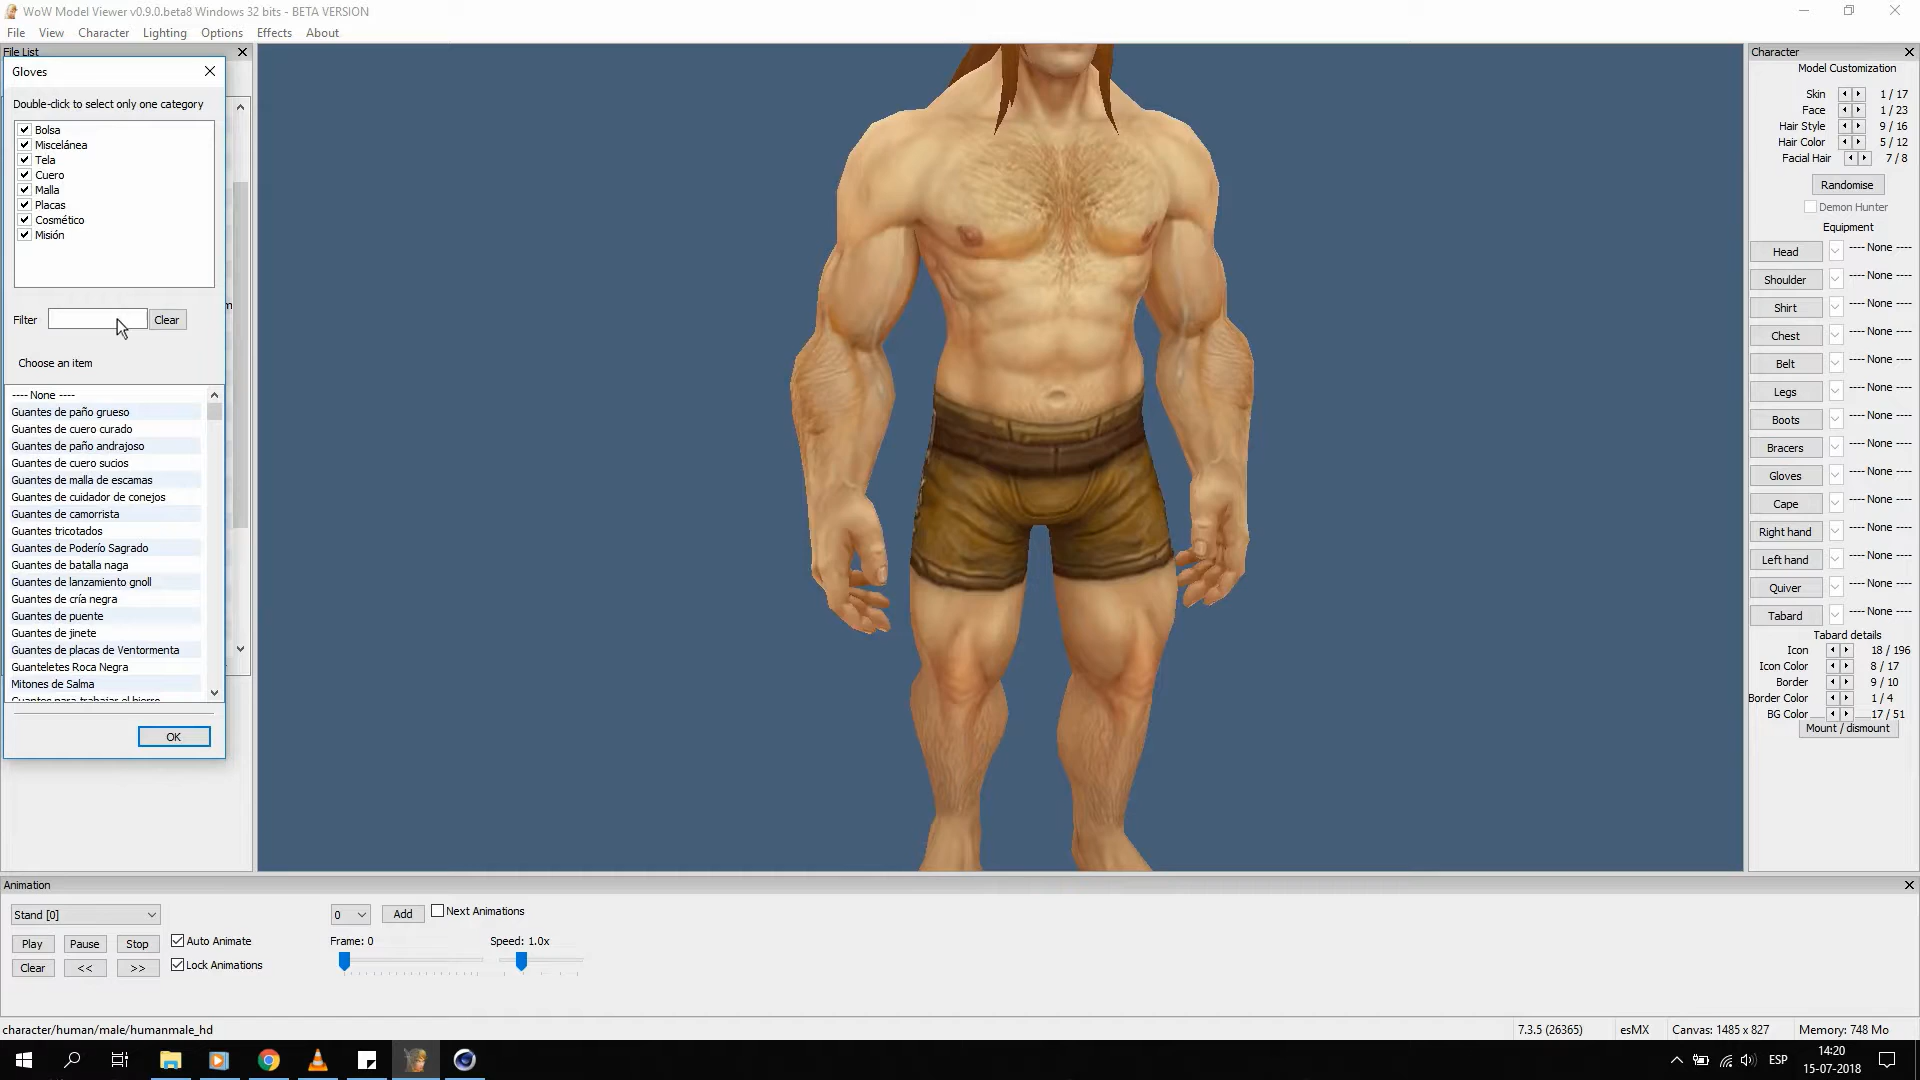 WoW Model Viewer v0.9.0.beta8 Windows 32 bits - BETA VERSION
File View Character Lighting Options Effects About
File List
Gloves
Double-click to select only one category
Bolsa
Miscelánea
Tela
Cuero
Malla
Placas
Cosmético
Misión
Filter Clear
Choose an item
---- None ----
Guantes de paño grueso
Guantes de cuero curado
Guantes de paño andrajoso
Guantes de cuero sucios
Guantes de malla de escamas
Guantes de cuidador de conejos
Guantes de camorrista
Guantes tricotados
Guantes de Poderío Sagrado
Guantes de batalla naga
Guantes de lanzamiento gnoll
Guantes de cría negra
Guantes de puente
Guantes de jinete
Guantes de placas de Ventormenta
Guanteletes Roca Negra
Mitones de Salma
Guantes para trabajar el hierro
OK
Character
Model Customization
Skin 1 / 17
Face 1 / 23
Hair Style 9 / 16
Hair Color 5 / 12
Facial Hair 7 / 8
Randomise
Demon Hunter
Equipment
Head ---- None ----
Shoulder ---- None ----
Shirt ---- None ----
Chest ---- None ----
Belt ---- None ----
Legs ---- None ----
Boots ---- None ----
Bracers ---- None ----
Gloves ---- None ----
Cape ---- None ----
Right hand ---- None ----
Left hand ---- None ----
Quiver ---- None ----
Tabard ---- None ----
Tabard details
Icon 18 / 196
Icon Color 8 / 17
Border 9 / 10
Border Color 1 / 4
BG Color 17 / 51
Mount / dismount
Animation
Stand [0] 0 Add Next Animations
Play Pause Stop Auto Animate Frame: 0 Speed: 1.0x
Clear << >> Lock Animations
character/human/male/humanmale_hd 7.3.5 (26365) esMX Canvas: 1485 x 827 Memory: 748 Mo
ESP
14:20
15-07-2018